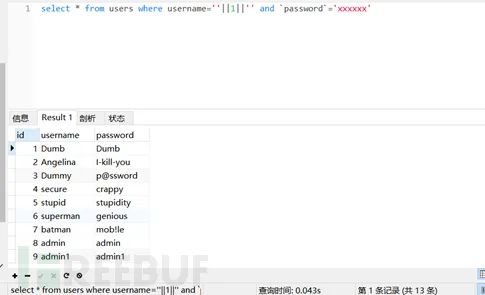 1 select * from users where username=''||1||'' and `password`='xxxxxx'
信息 Result 1 剖析 状态
id username password
1 Dumb Dumb
2 Angelina I-kill-you
3 Dummy p@ssword
4 secure crappy
5 stupid stupidity
6 superman genious
7 batman mob!le
8 admin admin
9 admin1 admin1
FREEBUF
select * from users where username=''||1||'' and ` 查询时间: 0.043s 第 1 条记录 (共 13 条)